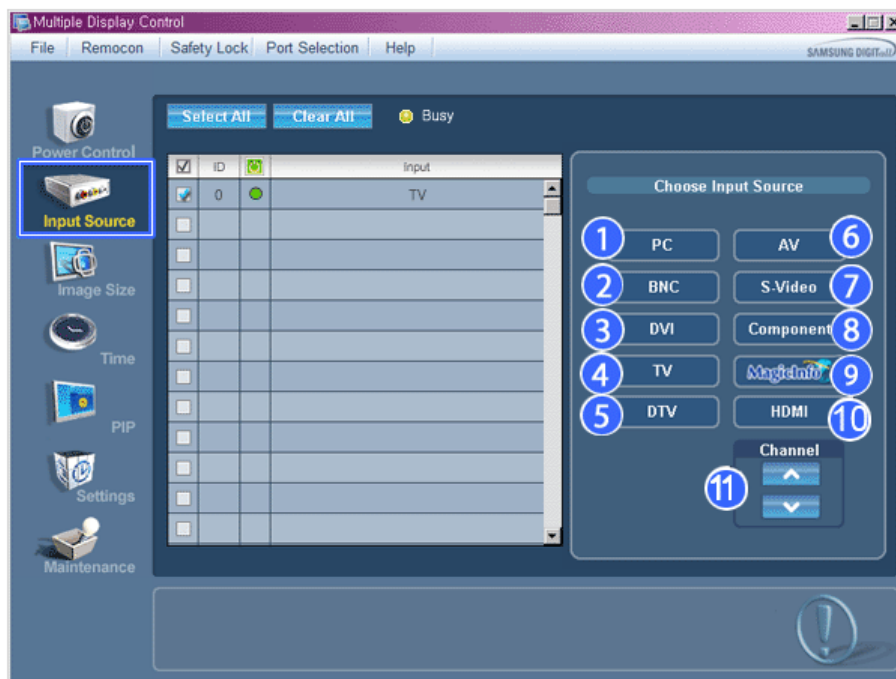 Multiple Display Control
File Remocon Safety Lock Port Selection Help
SAMSUNG DIGITall
Power Control
Input Source
Image Size
Time
PIP
Settings
Maintenance
Select All Clear All Busy
ID Input
0 TV
Choose Input Source
1 PC AV 6
2 BNC S-Video 7
3 DVI Component 8
4 TV MagicInfo 9
5 DTV HDMI 10
Channel
11